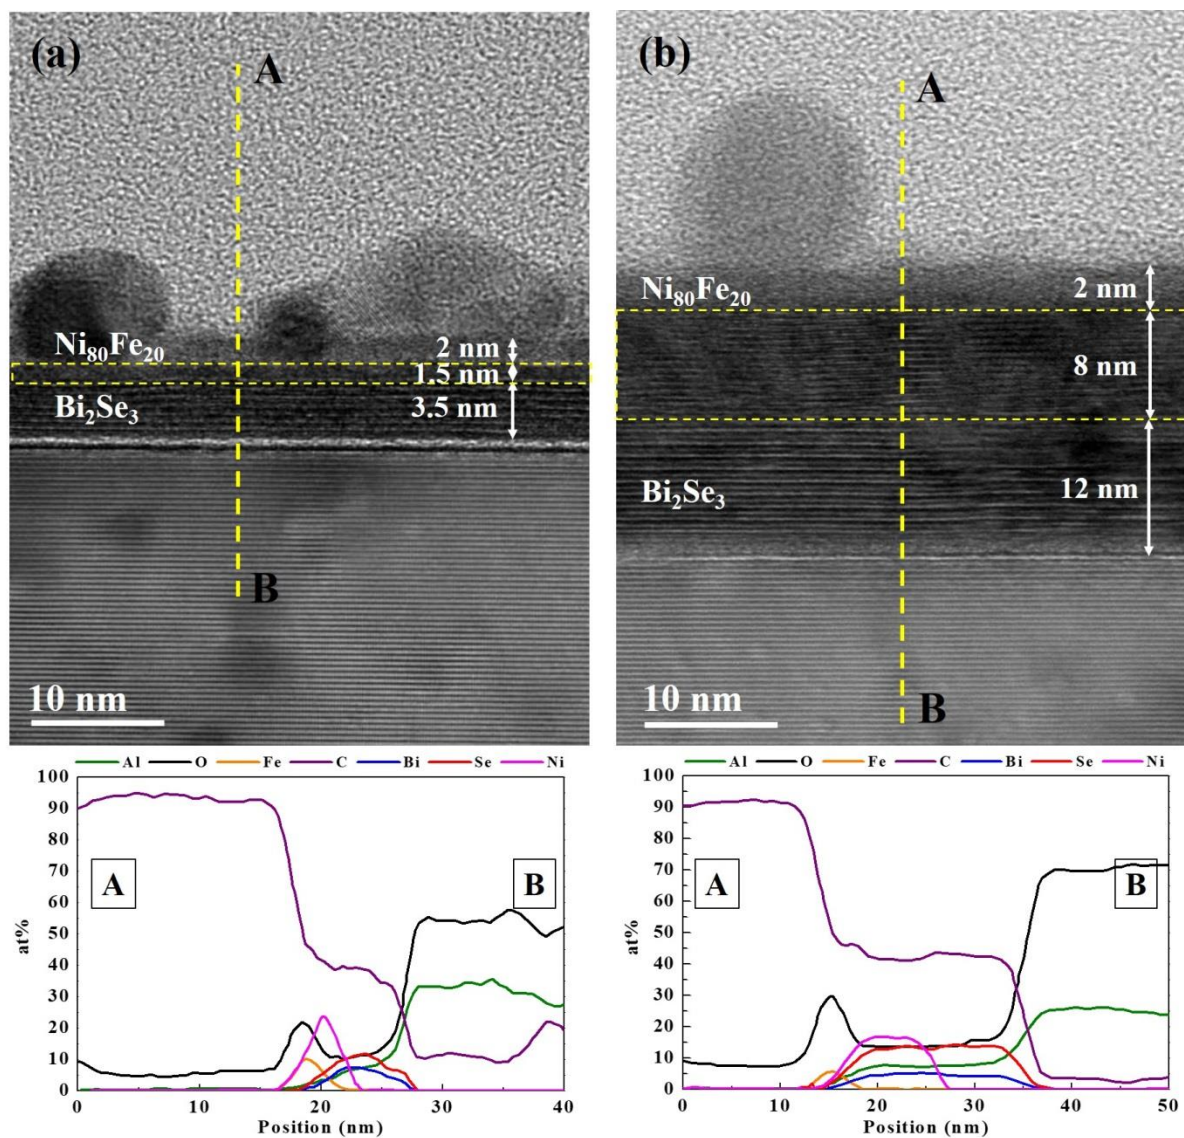 (a)
A
Ni₈₀Fe₂₀
2 nm
1.5 nm
Bi₂Se₃
3.5 nm
B
10 nm
(b)
A
Ni₈₀Fe₂₀
2 nm
8 nm
Bi₂Se₃
12 nm
B
10 nm
Al O Fe C Bi Se Ni
100
90
80
70
60
50
40
30
20
10
0
at%
A
B
0 10 20 30 40
Position (nm)
Al O Fe C Bi Se Ni
100
90
80
70
60
50
40
30
20
10
0
at%
A
B
0 10 20 30 40 50
Position (nm)